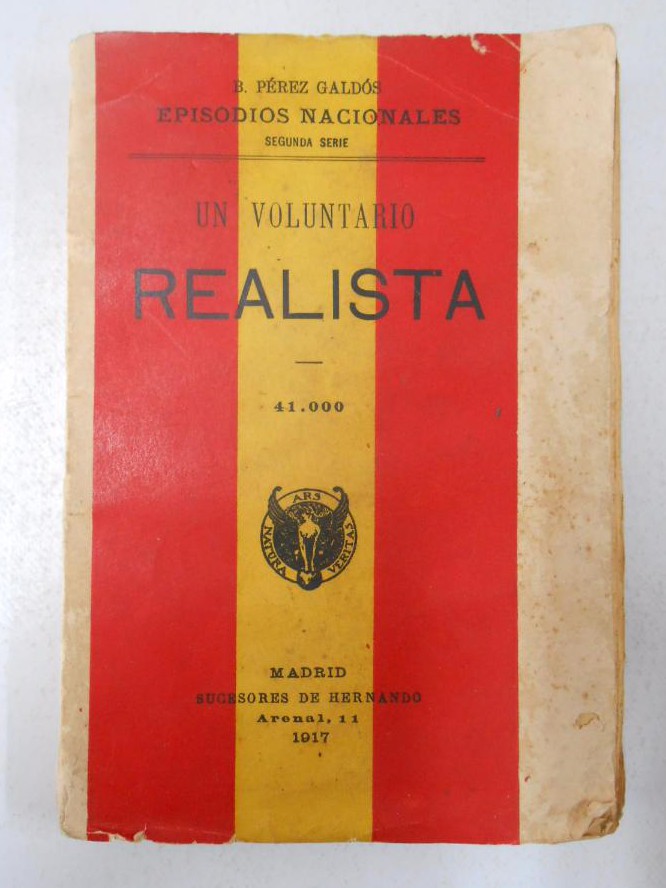 B. PÉREZ GALDÓS
EPISODIOS NACIONALES
SEGUNDA SERIE
UN VOLUNTARIO
REALISTA
41.000
ARS
NATURA
VERITAS
MADRID
SUCESORES DE HERNANDO
Arenal, 11
1917